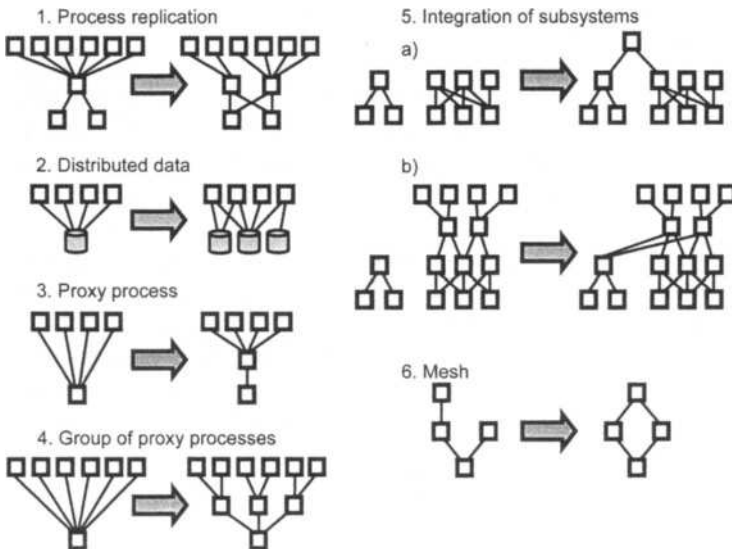 1. Process replication
2. Distributed data
3. Proxy process
4. Group of proxy processes
5. Integration of subsystems
a)
b)
6. Mesh